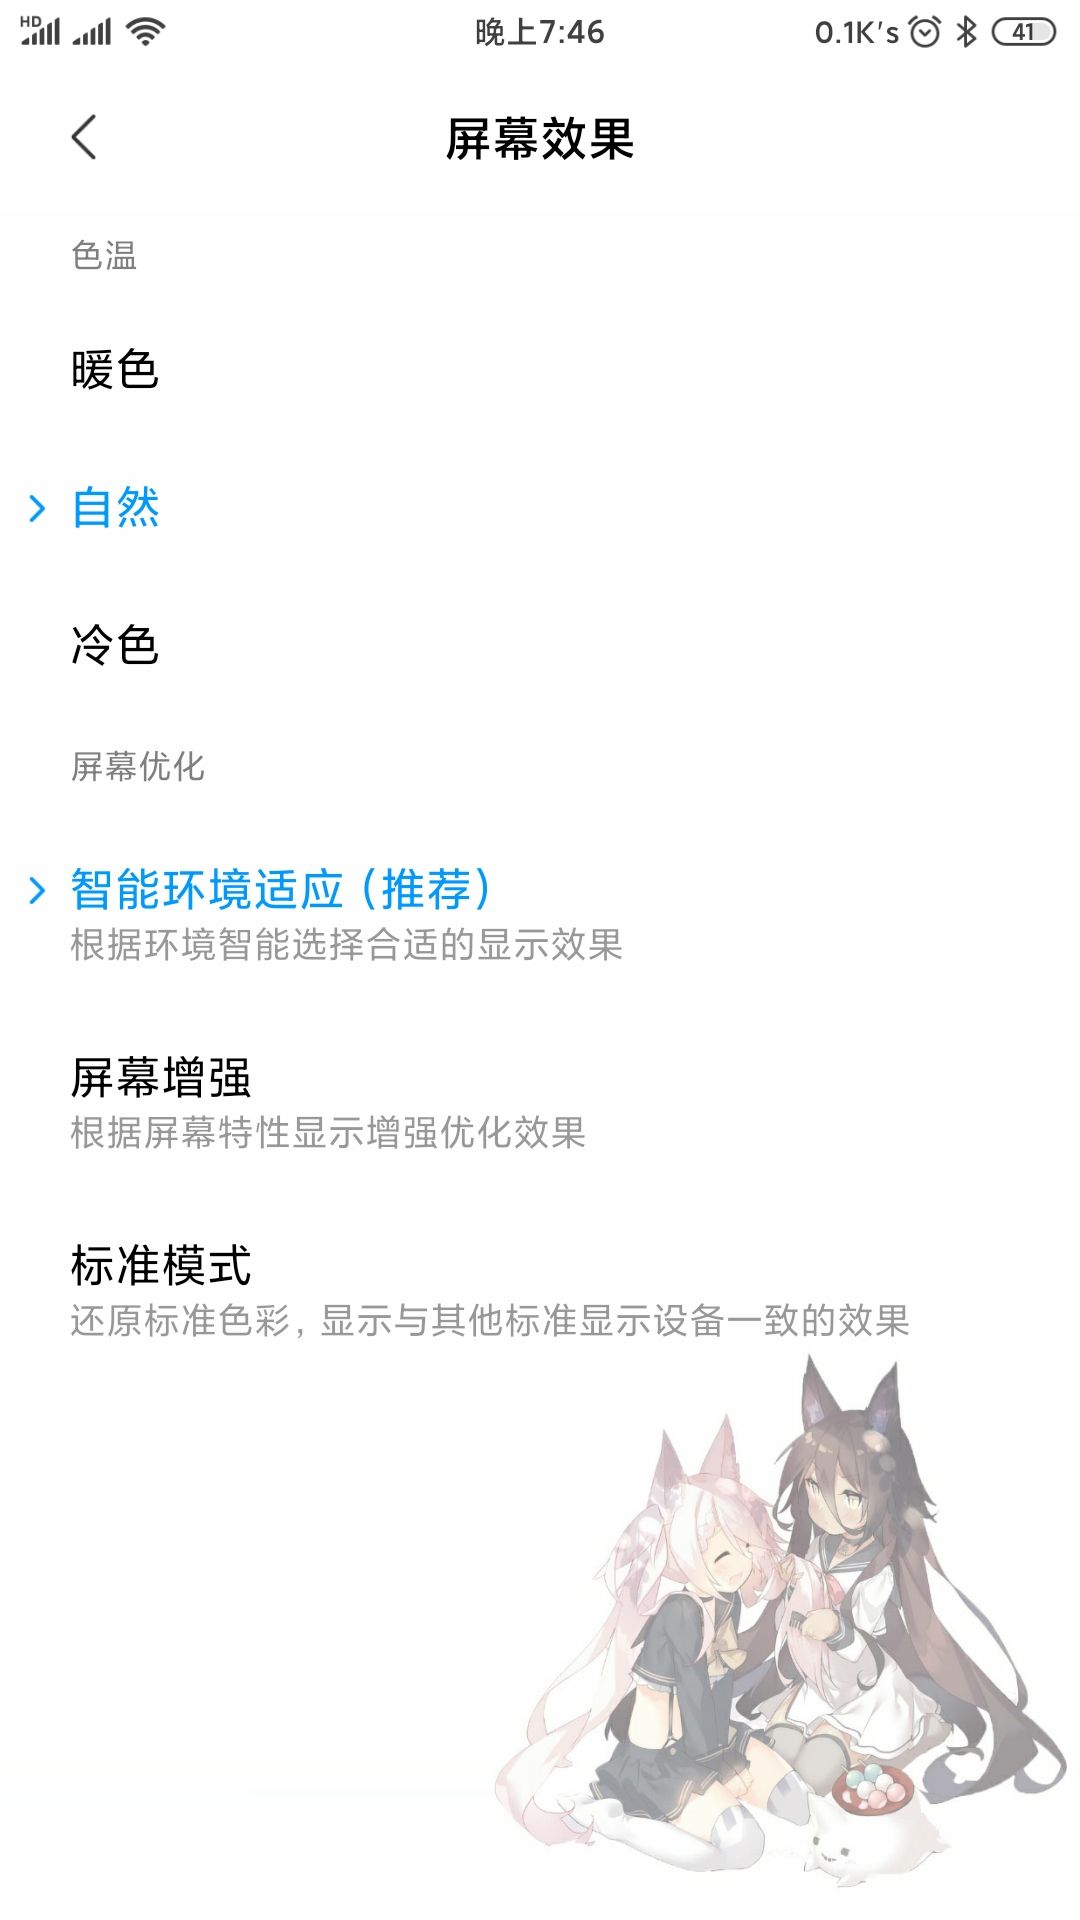 HD 晚上7:46 0.1K's 41
屏幕效果
色温
暖色
自然
冷色
屏幕优化
智能环境适应（推荐）
根据环境智能选择合适的显示效果
屏幕增强
根据屏幕特性显示增强优化效果
标准模式
还原标准色彩，显示与其他标准显示设备一致的效果